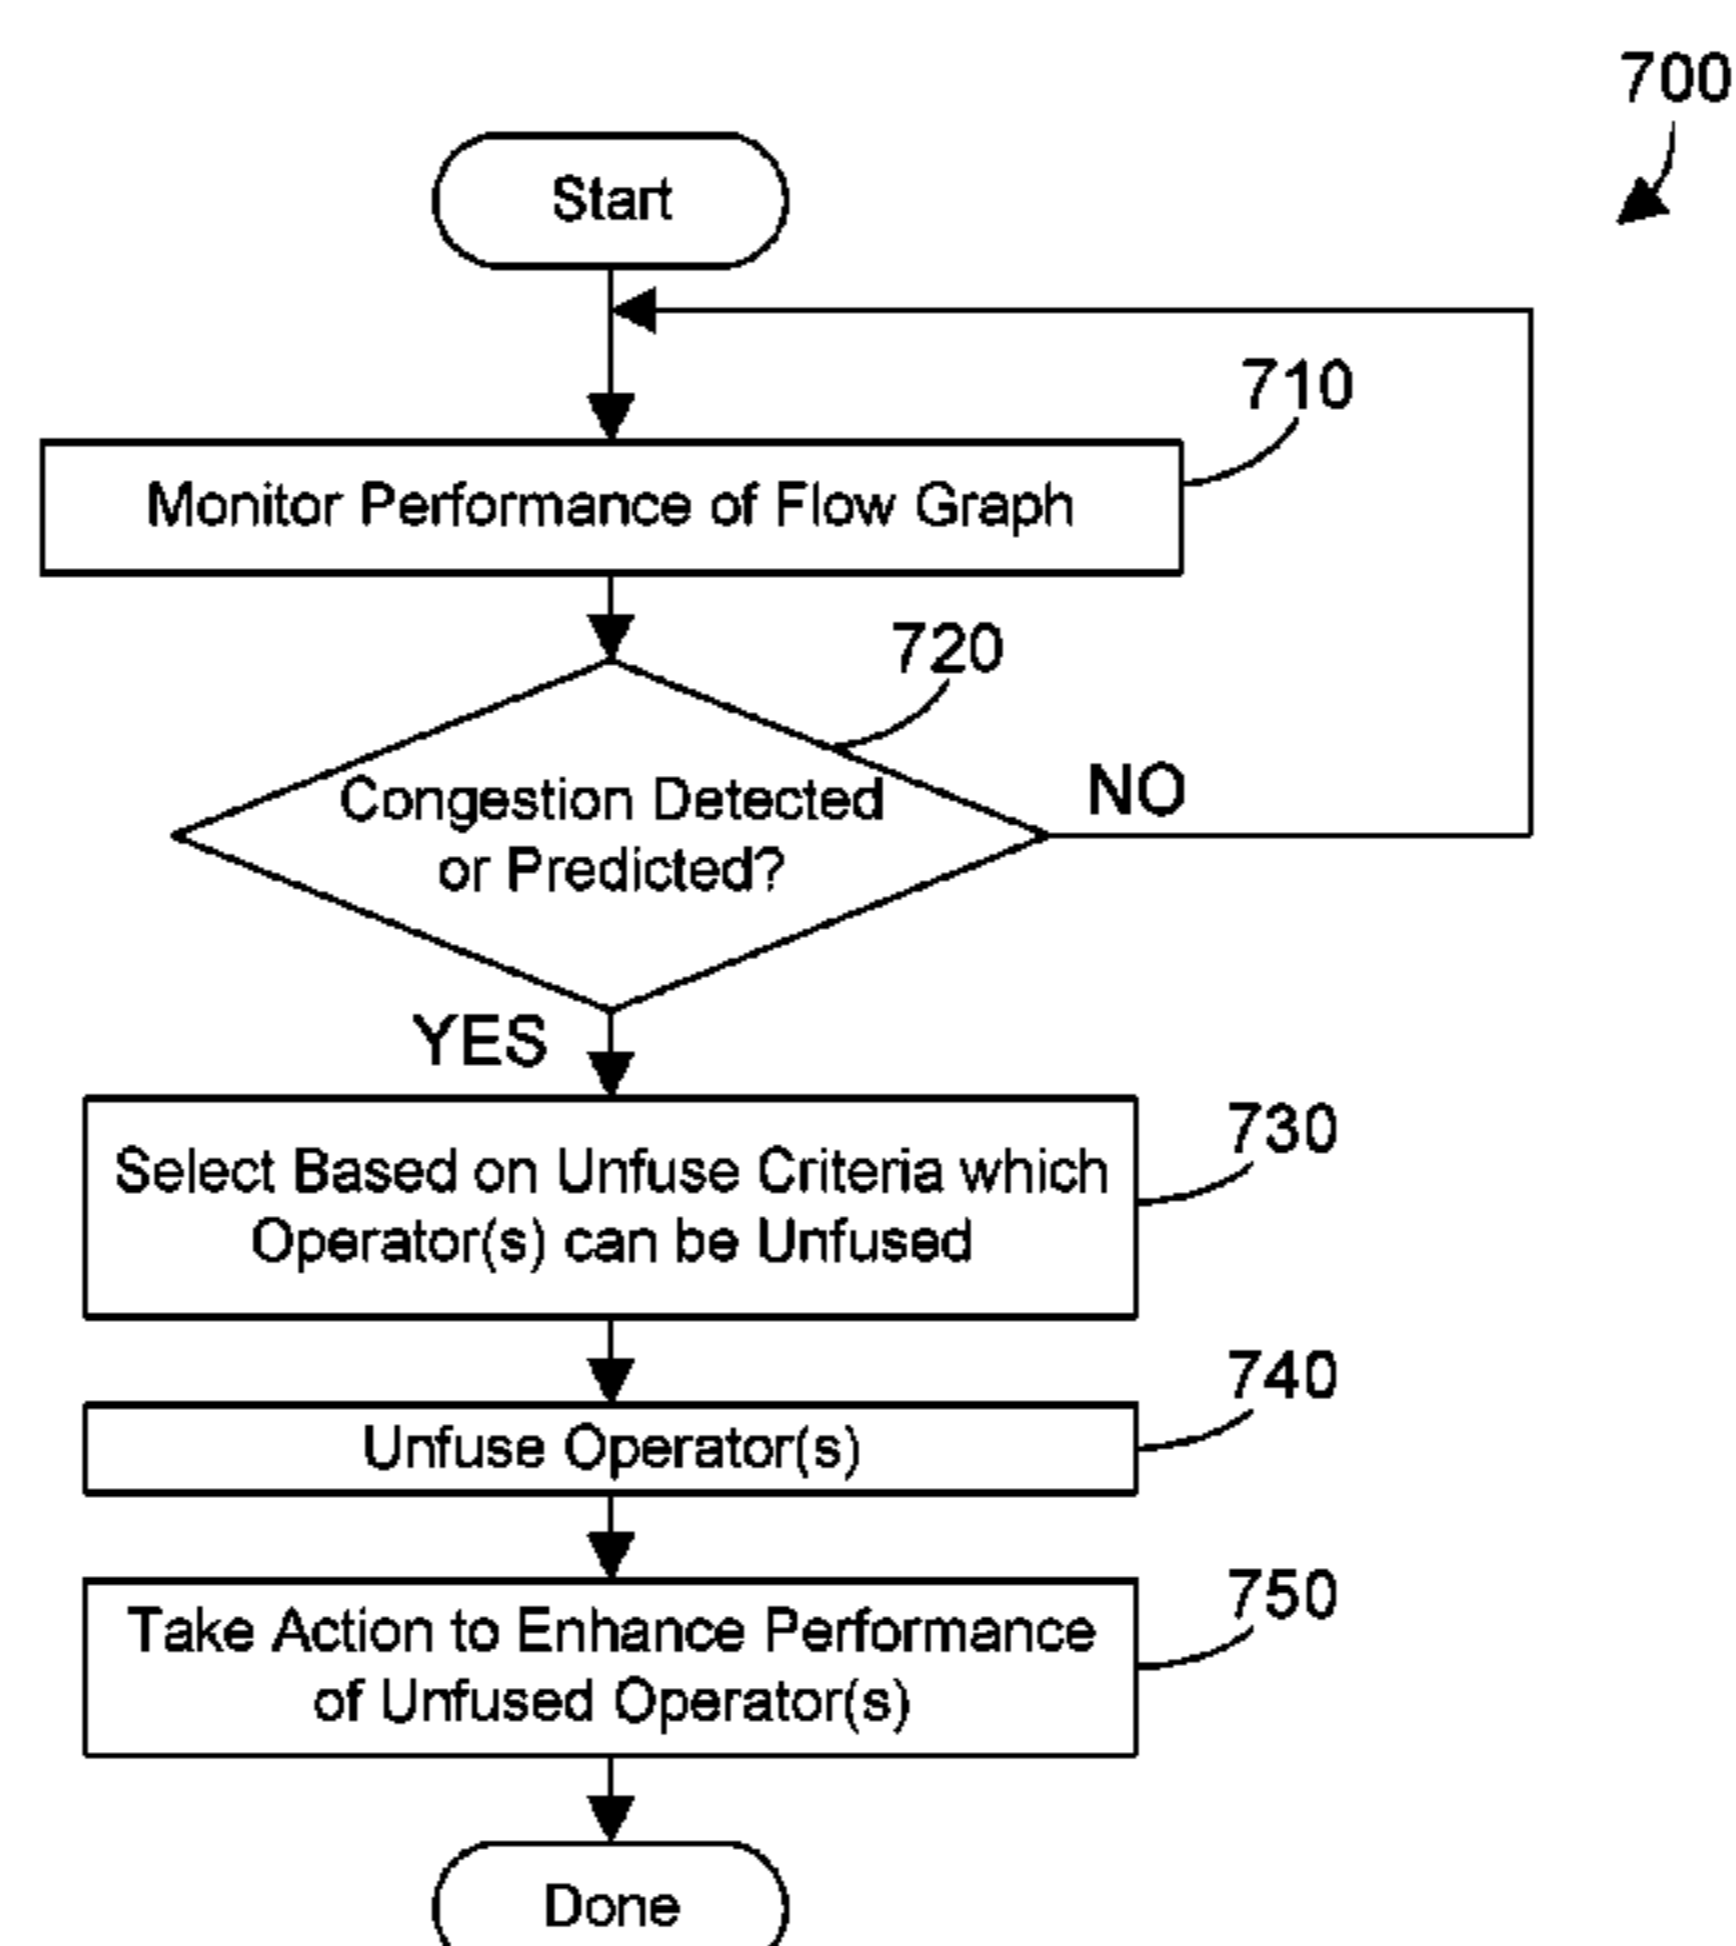 700
Start
710
Monitor Performance of Flow Graph
720
Congestion Detected
or Predicted?
NO
YES
730
Select Based on Unfuse Criteria which
Operator(s) can be Unfused
740
Unfuse Operator(s)
750
Take Action to Enhance Performance
of Unfused Operator(s)
Done